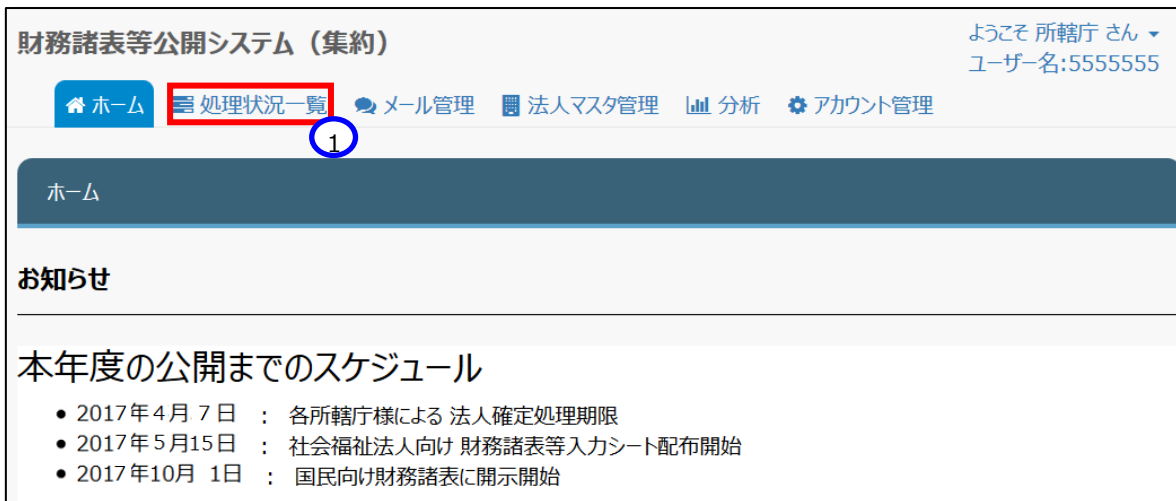 財務諸表等公開システム（集約）
ようこそ 所轄庁 さん
ユーザー名:5555555
ホーム 処理状況一覧 メール管理 法人マスタ管理 分析 アカウント管理
1
ホーム
お知らせ
本年度の公開までのスケジュール
• 2017年4月 7日 : 各所轄庁様による 法人確定処理期限
• 2017年5月15日 : 社会福祉法人向け 財務諸表等入力シート配布開始
• 2017年10月 1日 : 国民向け財務諸表に開示開始